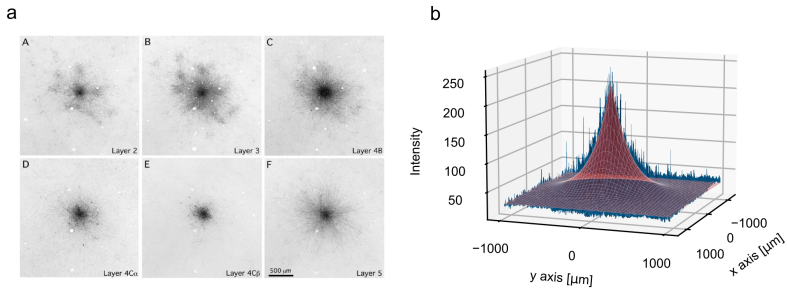 a
b
A
B
C
Layer 2
Layer 3
Layer 4B
D
E
F
Layer 4Cα
Layer 4Cβ
500 µm
Layer 5
Intensity
250
200
150
100
50
−1000
0
1000
y axis [µm]
−1000
0
1000
x axis [µm]